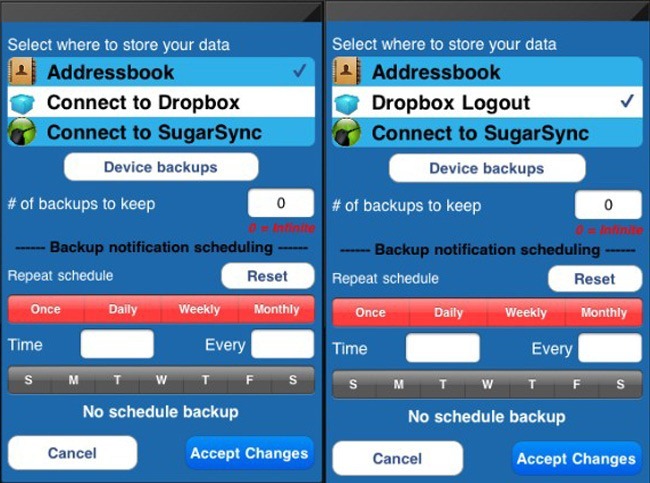 Select where to store your data
Addressbook
Connect to Dropbox
Connect to SugarSync
Device backups
# of backups to keep 0
0 = Infinite
------ Backup notification scheduling ------
Repeat schedule Reset
Once Daily Weekly Monthly
Time Every
S M T W T F S
No schedule backup
Cancel Accept Changes
Select where to store your data
Addressbook
Dropbox Logout
Connect to SugarSync
Device backups
# of backups to keep 0
0 = Infinite
------ Backup notification scheduling ------
Repeat schedule Reset
Once Daily Weekly Monthly
Time Every
S M T W T F S
No schedule backup
Cancel Accept Changes